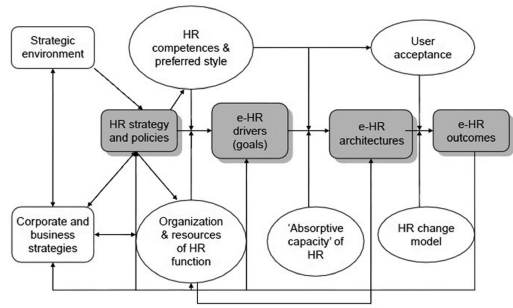 Strategic
environment
HR
competences &
preferred style
User
acceptance
HR strategy
and policies
e-HR
drivers
(goals)
e-HR
architectures
e-HR
outcomes
Corporate and
business
strategies
Organization
& resources
of HR
function
'Absorptive
capacity' of
HR
HR change
model